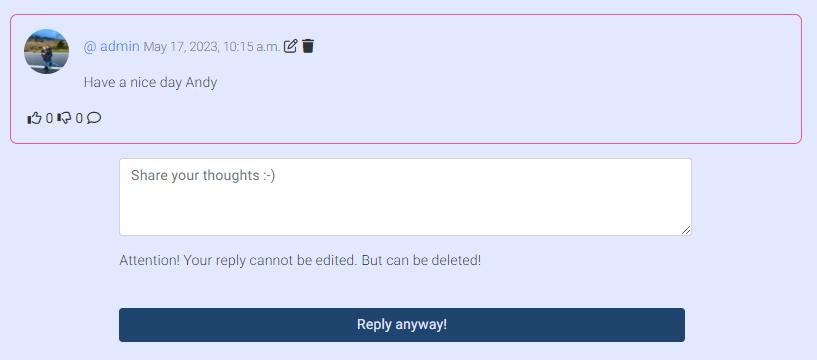 @ admin May 17, 2023, 10:15 a.m.
Have a nice day Andy
0 0
Share your thoughts :-)
Attention! Your reply cannot be edited. But can be deleted!
Reply anyway!